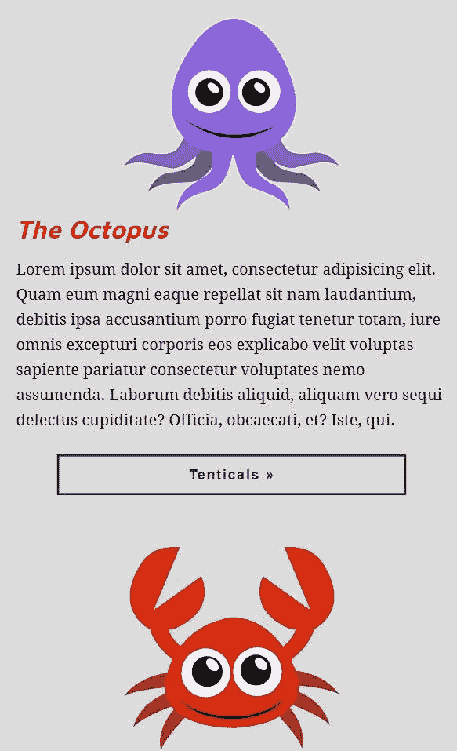 The Octopus
Lorem ipsum dolor sit amet, consectetur adipisicing elit.
Quam eum magni eaque repellat sit nam laudantium,
debitis ipsa accusantium porro fugiat tenetur totam, iure
omnis excepturi corporis eos explicabo velit voluptas
sapiente pariatur consectetur voluptates nemo
assumenda. Laborum debitis aliquid, aliquam vero sequi
delectus cupiditate? Officia, obcaecati, et? Iste, qui.
Tenticals »